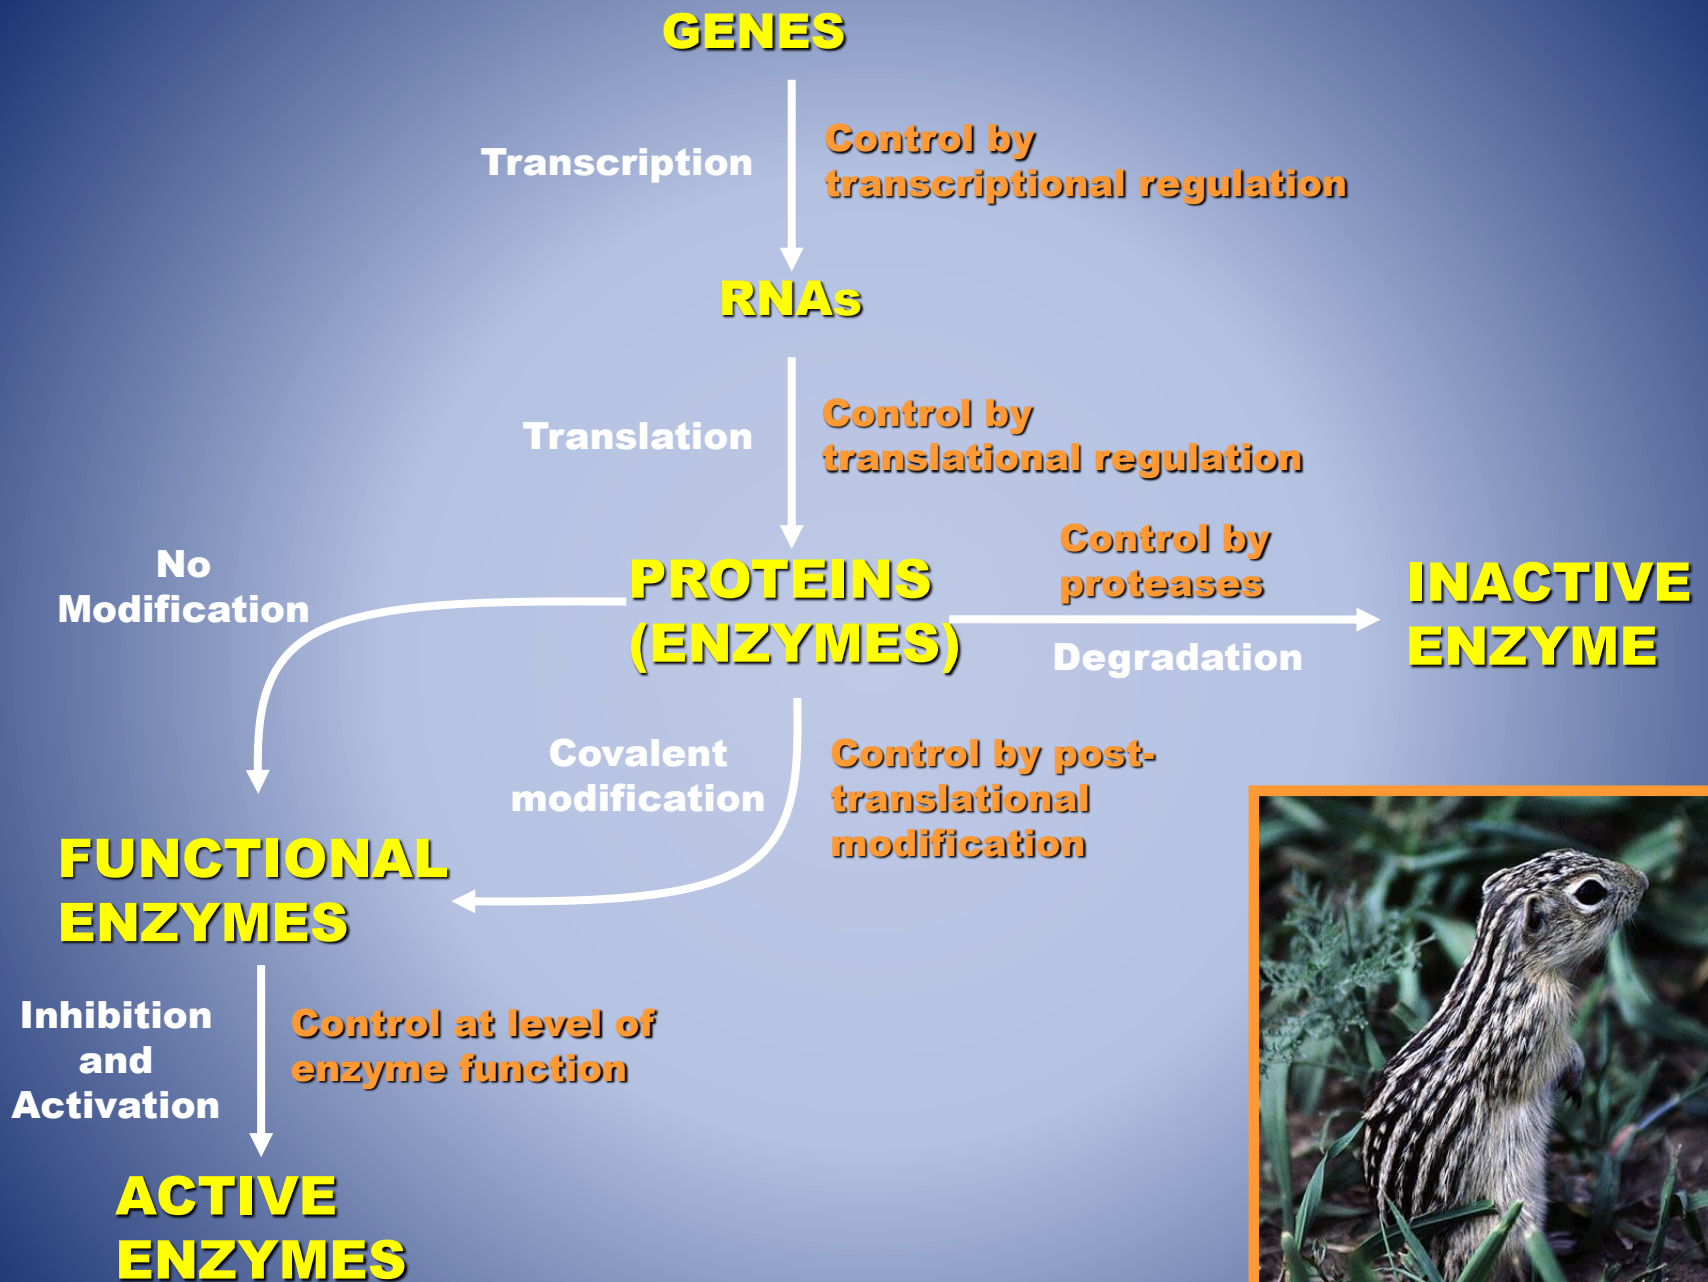 GENES
Transcription
Control by
transcriptional regulation
RNAs
Translation
Control by
translational regulation
No
Modification
PROTEINS
(ENZYMES)
Control by
proteases
Degradation
INACTIVE
ENZYME
Covalent
modification
Control by post-
translational
modification
FUNCTIONAL
ENZYMES
Inhibition
and
Activation
Control at level of
enzyme function
ACTIVE
ENZYMES